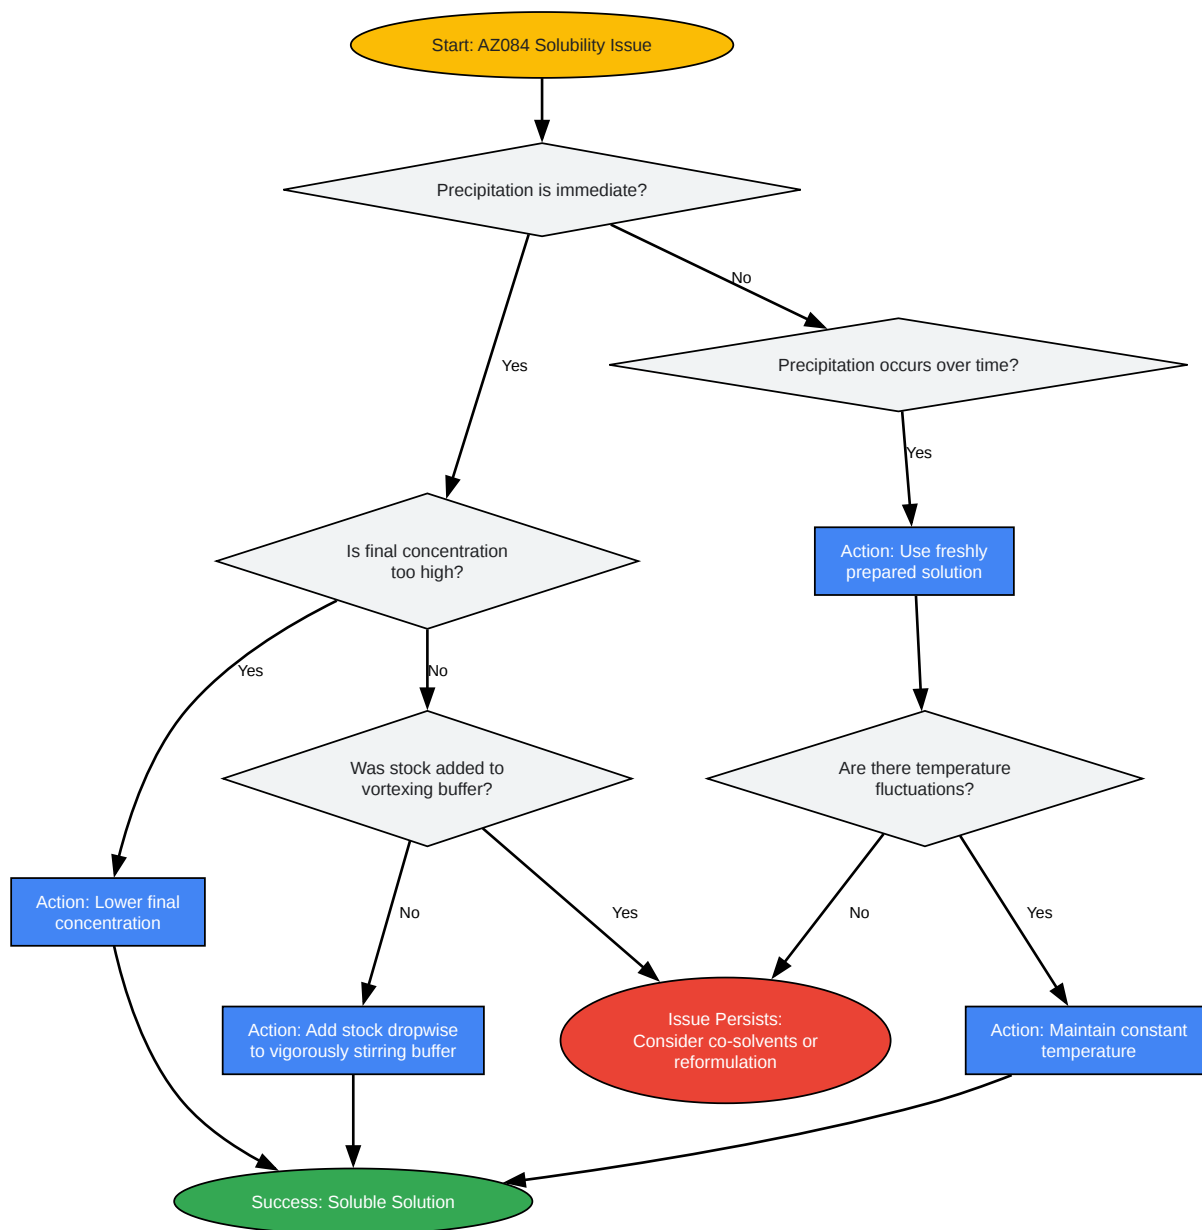 Start: AZ084 Solubility Issue
Precipitation is immediate?
No
Yes
Precipitation occurs over time?
Yes
Is final concentration
too high?
Action: Use freshly
prepared solution
Yes
No
Was stock added to
vortexing buffer?
Are there temperature
fluctuations?
Action: Lower final
concentration
No
Yes
No
Yes
Action: Add stock dropwise
to vigorously stirring buffer
Issue Persists:
Consider co-solvents or
reformulation
Action: Maintain constant
temperature
Success: Soluble Solution